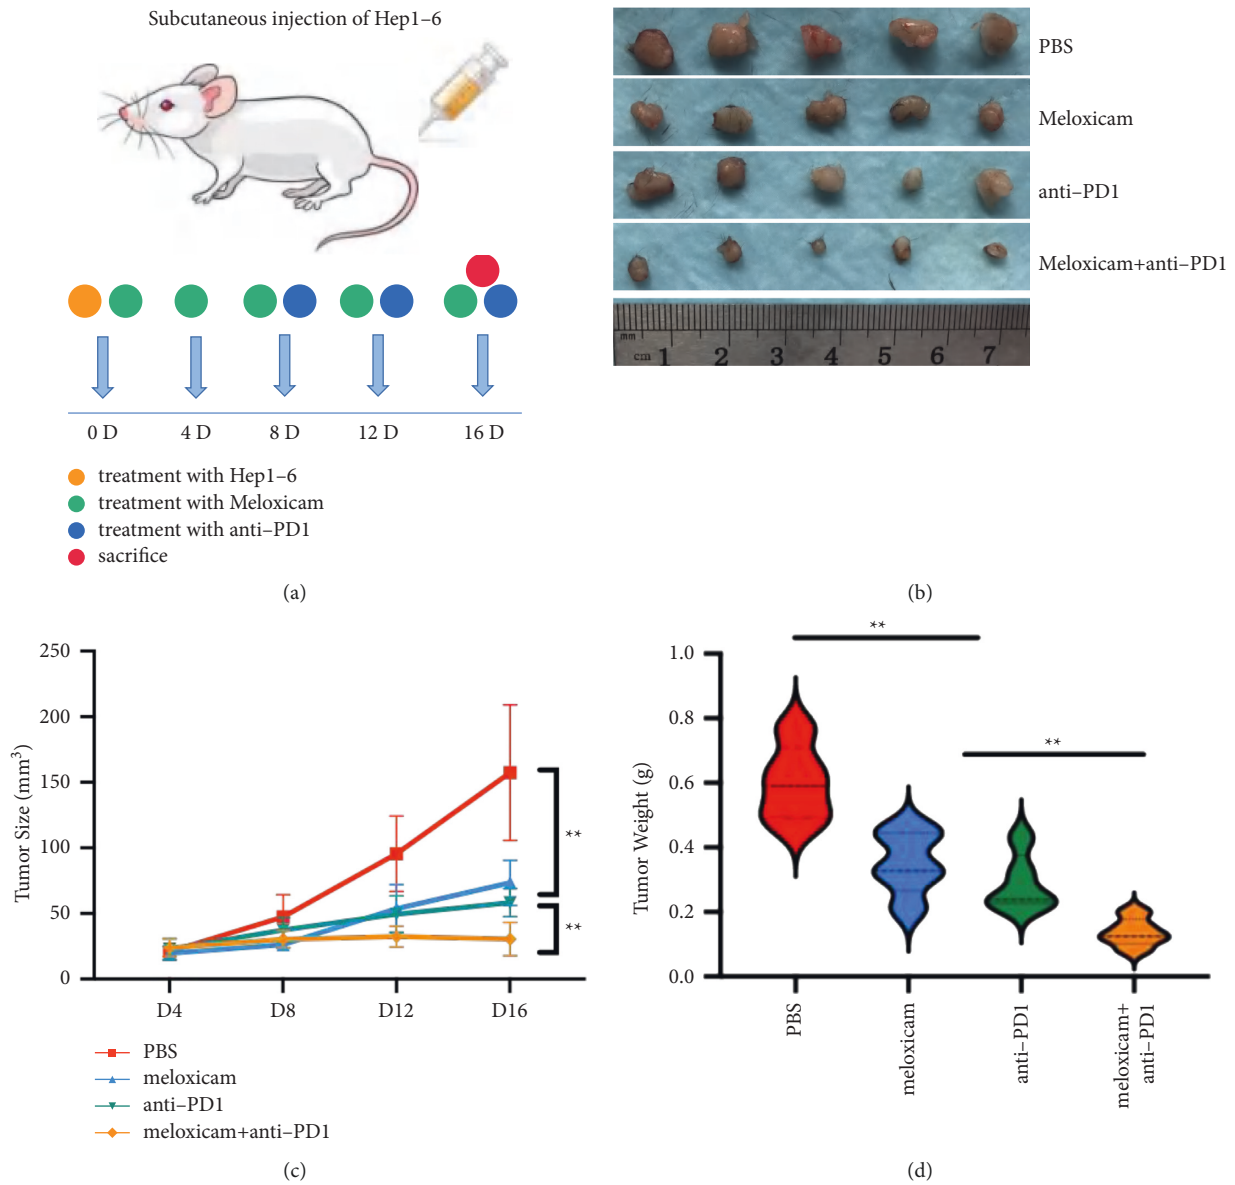 Subcutaneous injection of Hep1–6
0 D 4 D 8 D 12 D 16 D
treatment with Hep1–6
treatment with Meloxicam
treatment with anti–PD1
sacrifice
(a)
PBS
Meloxicam
anti–PD1
Meloxicam+anti–PD1
mm
cm 1 2 3 4 5 6 7
(b)
Tumor Size (mm³)
250
200
150
100
50
0
**
**
D4 D8 D12 D16
PBS
meloxicam
anti–PD1
meloxicam+anti–PD1
(c)
Tumor Weight (g)
1.0
0.8
0.6
0.4
0.2
0.0
**
**
PBS
meloxicam
anti–PD1
meloxicam+
anti–PD1
(d)